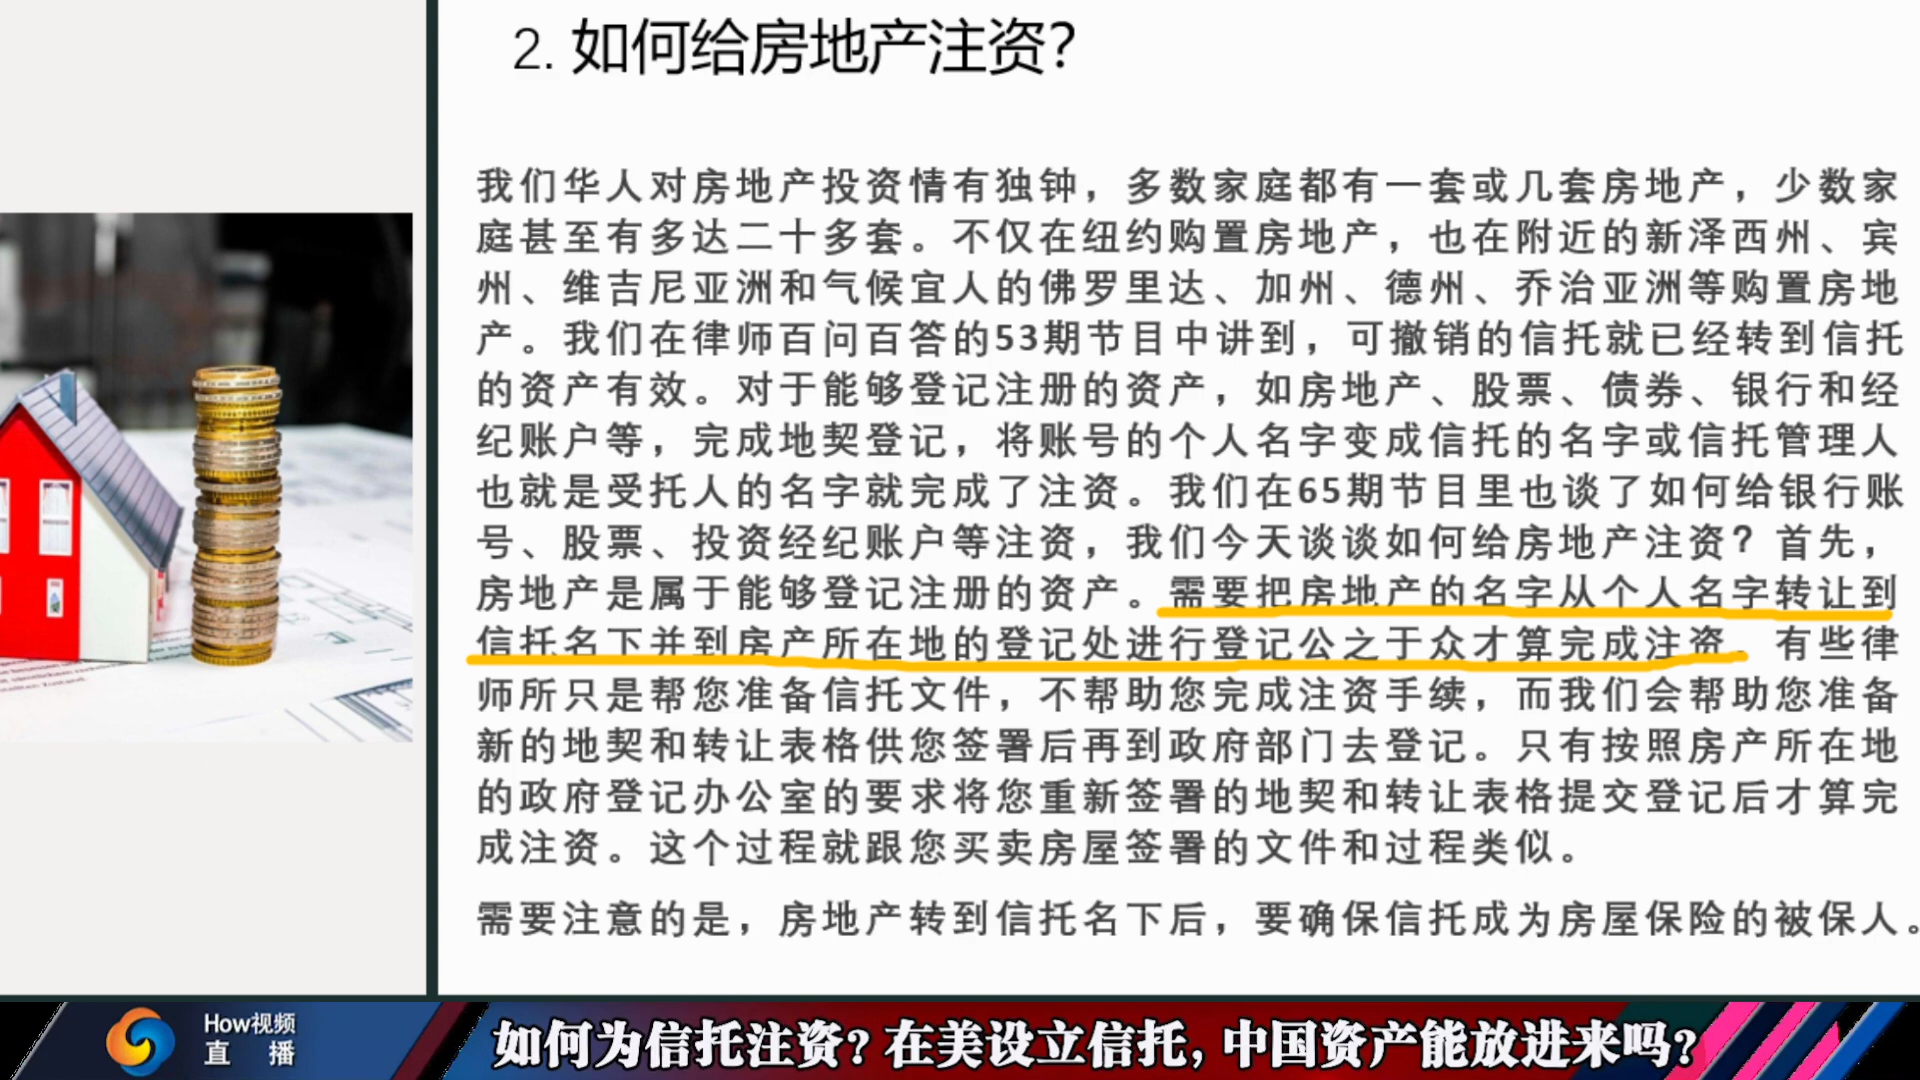 2. 如何给房地产注资?
我们华人对房地产投资情有独钟，多数家庭都有一套或几套房地产，少数家
庭甚至有多达二十多套。不仅在纽约购置房地产，也在附近的新泽西州、宾
州、维吉尼亚洲和气候宜人的佛罗里达、加州、德州、乔治亚洲等购置房地
产。我们在律师百问百答的53期节目中讲到，可撤销的信托就已经转到信托
的资产有效。对于能够登记注册的资产，如房地产、股票、债券、银行和经
纪账户等，完成地契登记，将账号的个人名字变成信托的名字或信托管理人
也就是受托人的名字就完成了注资。我们在65期节目里也谈了如何给银行账
号、股票、投资经纪账户等注资，我们今天谈谈如何给房地产注资？首先，
房地产是属于能够登记注册的资产。需要把房地产的名字从个人名字转让到
信托名下并到房产所在地的登记处进行登记公之于众才算完成注资。有些律
师所只是帮您准备信托文件，不帮助您完成注资手续，而我们会帮助您准备
新的地契和转让表格供您签署后再到政府部门去登记。只有按照房产所在地
的政府登记办公室的要求将您重新签署的地契和转让表格提交登记后才算完
成注资。这个过程就跟您买卖房屋签署的文件和过程类似。
需要注意的是，房地产转到信托名下后，要确保信托成为房屋保险的被保人。
How视频
直 播
如何为信托注资? 在美设立信托, 中国资产能放进来吗?